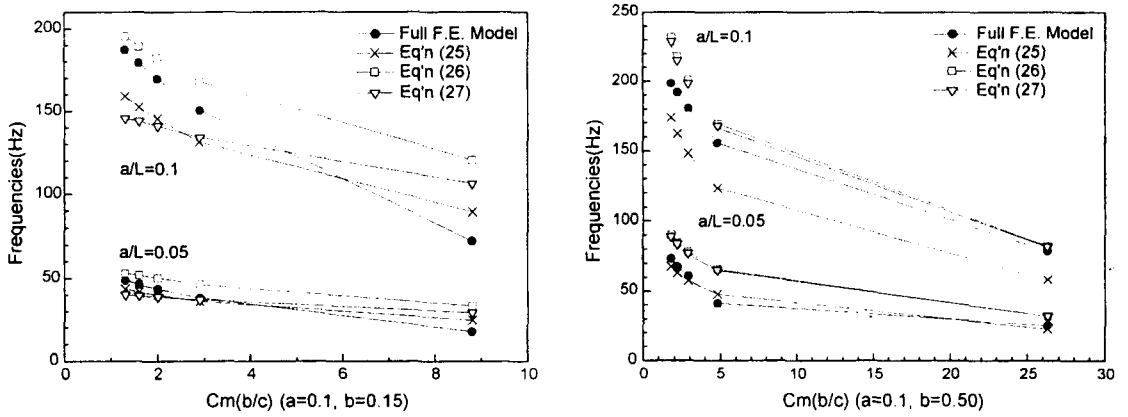 200
150
100
50
0
Frequencies(Hz)
Full F.E. Model
Eq'n (25)
Eq'n (26)
Eq'n (27)
a/L=0.1
a/L=0.05
0 2 4 6 8 10
Cm(b/c) (a=0.1, b=0.15)
250
200
150
100
50
0
Frequencies(Hz)
a/L=0.1
Full F.E. Model
Eq'n (25)
Eq'n (26)
Eq'n (27)
a/L=0.05
0 5 10 15 20 25 30
Cm(b/c) (a=0.1, b=0.50)